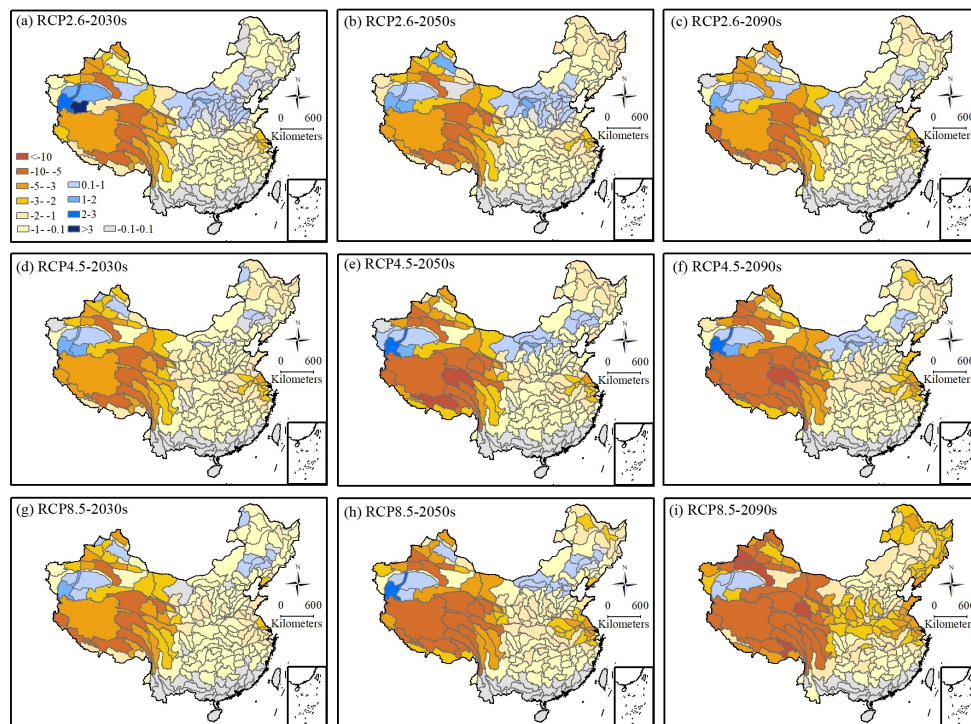 (a) RCP2.6-2030s
(b) RCP2.6-2050s
(c) RCP2.6-2090s
N
N
N
0 600
Kilometers
0 600
Kilometers
0 600
Kilometers
<-10
-10- -5
-5- -3
0.1-1
-3- -2
1-2
-2- -1
2-3
-1- -0.1
>3
-0.1-0.1
(d) RCP4.5-2030s
(e) RCP4.5-2050s
(f) RCP4.5-2090s
N
N
N
0 600
Kilometers
0 600
Kilometers
0 600
Kilometers
(g) RCP8.5-2030s
(h) RCP8.5-2050s
(i) RCP8.5-2090s
N
N
N
0 600
Kilometers
0 600
Kilometers
0 600
Kilometers